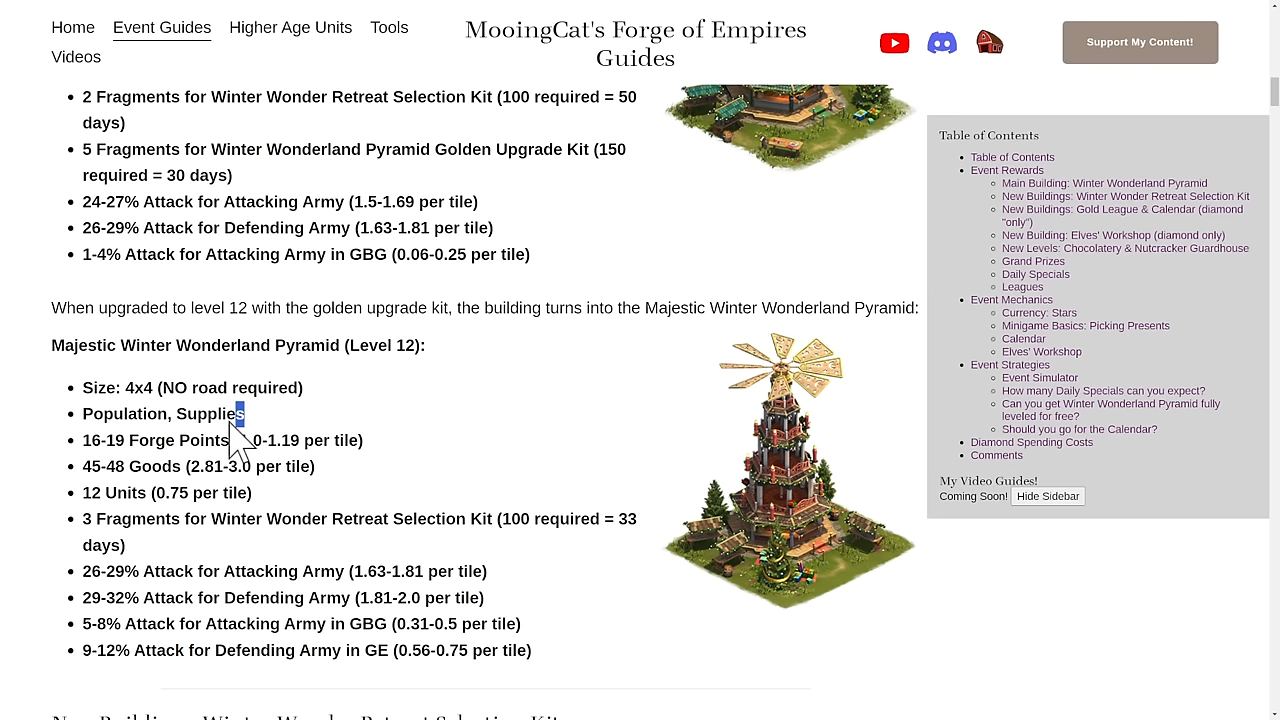 Home Event Guides Higher Age Units Tools
Videos
MooingCat's Forge of Empires
Guides
Support My Content!
2 Fragments for Winter Wonder Retreat Selection Kit (100 required = 50
days)
5 Fragments for Winter Wonderland Pyramid Golden Upgrade Kit (150
required = 30 days)
24-27% Attack for Attacking Army (1.5-1.69 per tile)
26-29% Attack for Defending Army (1.63-1.81 per tile)
1-4% Attack for Attacking Army in GBG (0.06-0.25 per tile)
When upgraded to level 12 with the golden upgrade kit, the building turns into the Majestic Winter Wonderland Pyramid:
Majestic Winter Wonderland Pyramid (Level 12):
Size: 4x4 (NO road required)
Population, Supplies
16-19 Forge Points 0-1.19 per tile)
45-48 Goods (2.81-3.0 per tile)
12 Units (0.75 per tile)
3 Fragments for Winter Wonder Retreat Selection Kit (100 required = 33
days)
26-29% Attack for Attacking Army (1.63-1.81 per tile)
29-32% Attack for Defending Army (1.81-2.0 per tile)
5-8% Attack for Attacking Army in GBG (0.31-0.5 per tile)
9-12% Attack for Defending Army in GE (0.56-0.75 per tile)
Table of Contents
Table of Contents
Event Rewards
Main Building: Winter Wonderland Pyramid
New Buildings: Winter Wonder Retreat Selection Kit
New Buildings: Gold League & Calendar (diamond
"only")
New Building: Elves' Workshop (diamond only)
New Levels: Chocolatery & Nutcracker Guardhouse
Grand Prizes
Daily Specials
Leagues
Event Mechanics
Currency: Stars
Minigame Basics: Picking Presents
Calendar
Elves' Workshop
Event Strategies
Event Simulator
How many Daily Specials can you expect?
Can you get Winter Wonderland Pyramid fully
leveled for free?
Should you go for the Calendar?
Diamond Spending Costs
Comments
My Video Guides!
Coming Soon! Hide Sidebar